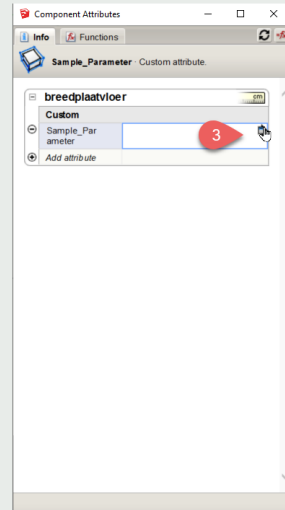 Component Attributes
Info
Functions
Sample_Parameter · Custom attribute.
breedplaatvloer
cm
Custom
Sample_Par
ameter
3
Add attribute